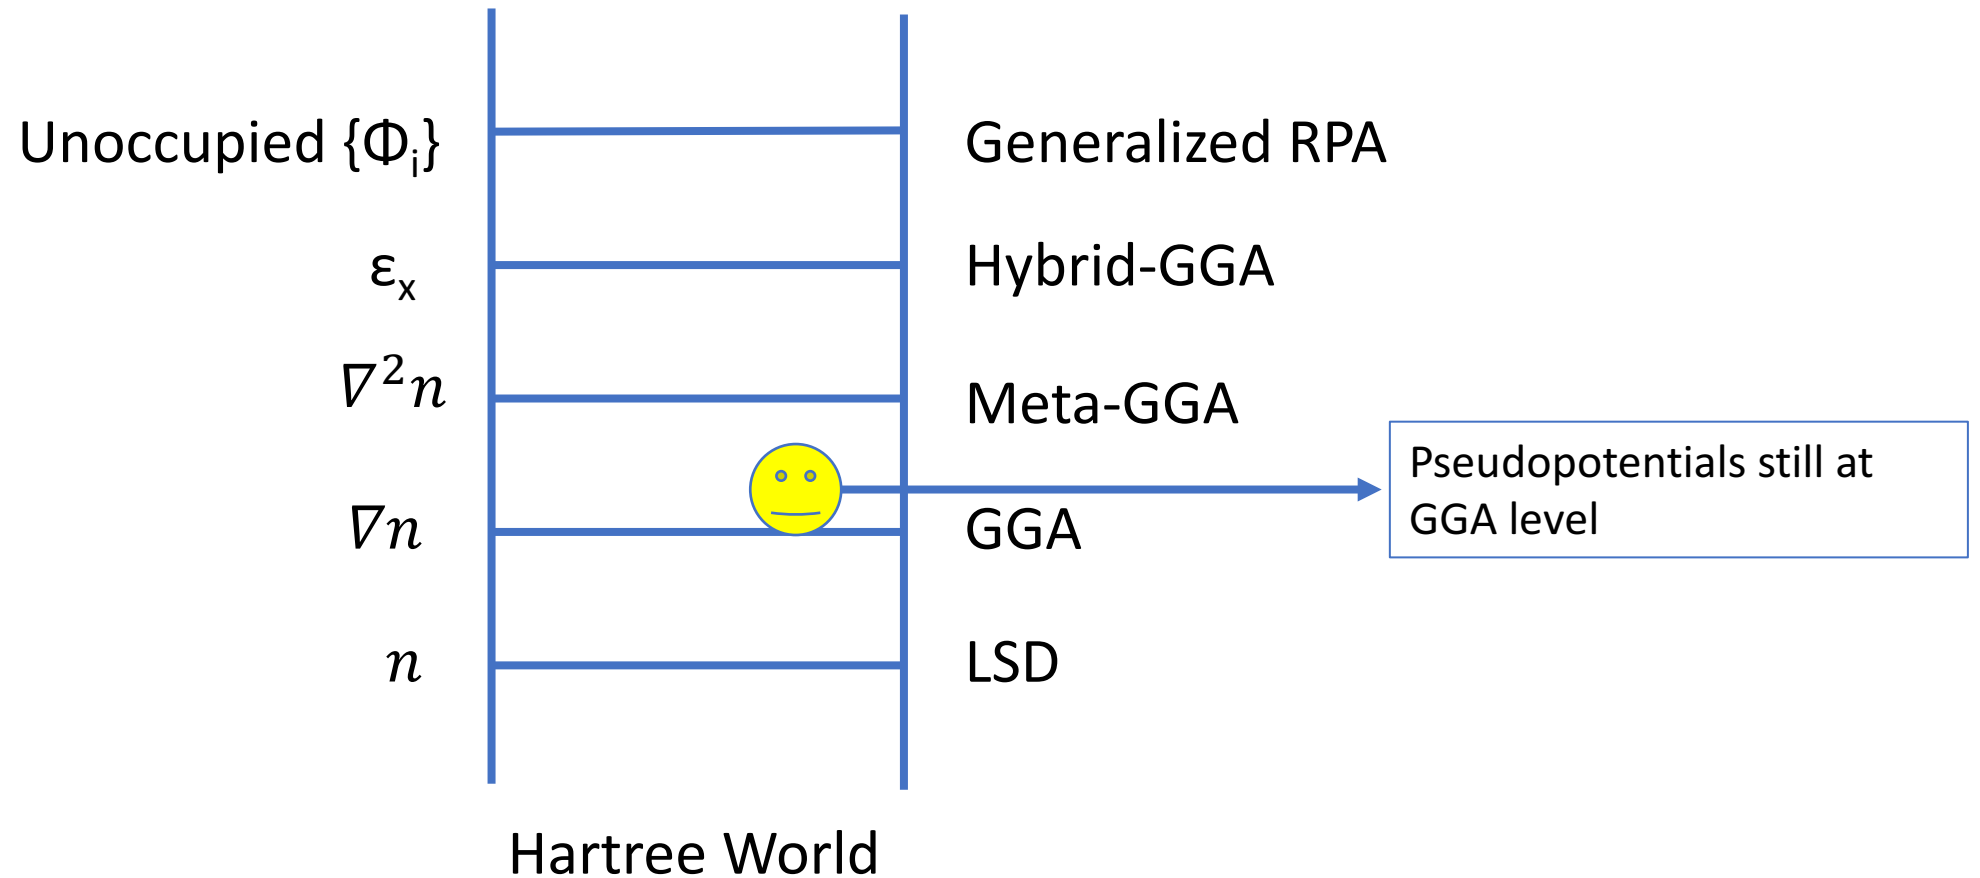 Unoccupied {Φi}
Generalized RPA
εx
Hybrid-GGA
∇²n
Meta-GGA
Pseudopotentials still at
GGA level
∇n
GGA
n
LSD
Hartree World